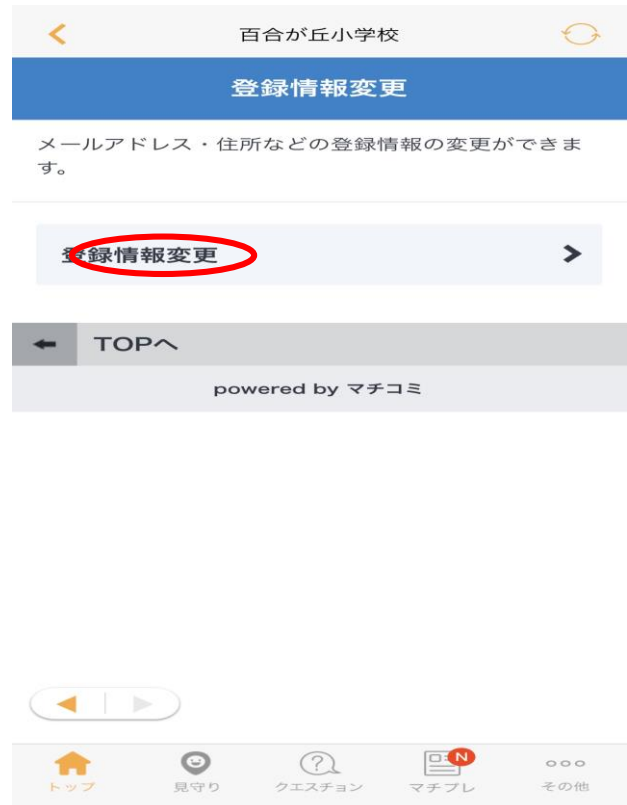 百合が丘小学校
登録情報変更
メールアドレス・住所などの登録情報の変更ができま
す。
登録情報変更
TOPへ
powered by マチコミ
N
トップ 見守り クエスチョン マチプレ その他